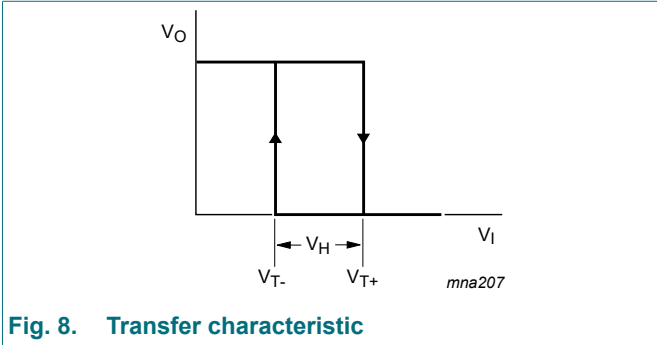 VO
VH
VI
VT-
VT+
mna207
Fig. 8. Transfer characteristic